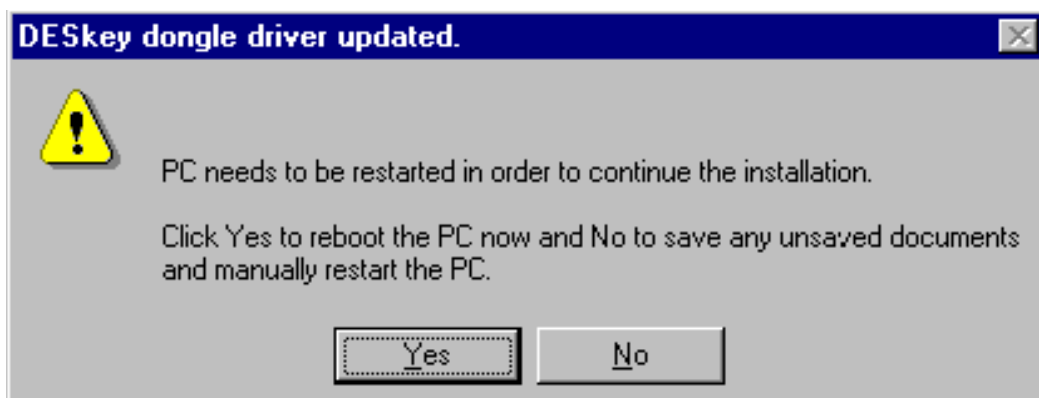 DESkey dongle driver updated.
PC needs to be restarted in order to continue the installation.
Click Yes to reboot the PC now and No to save any unsaved documents
and manually restart the PC.
Yes
No